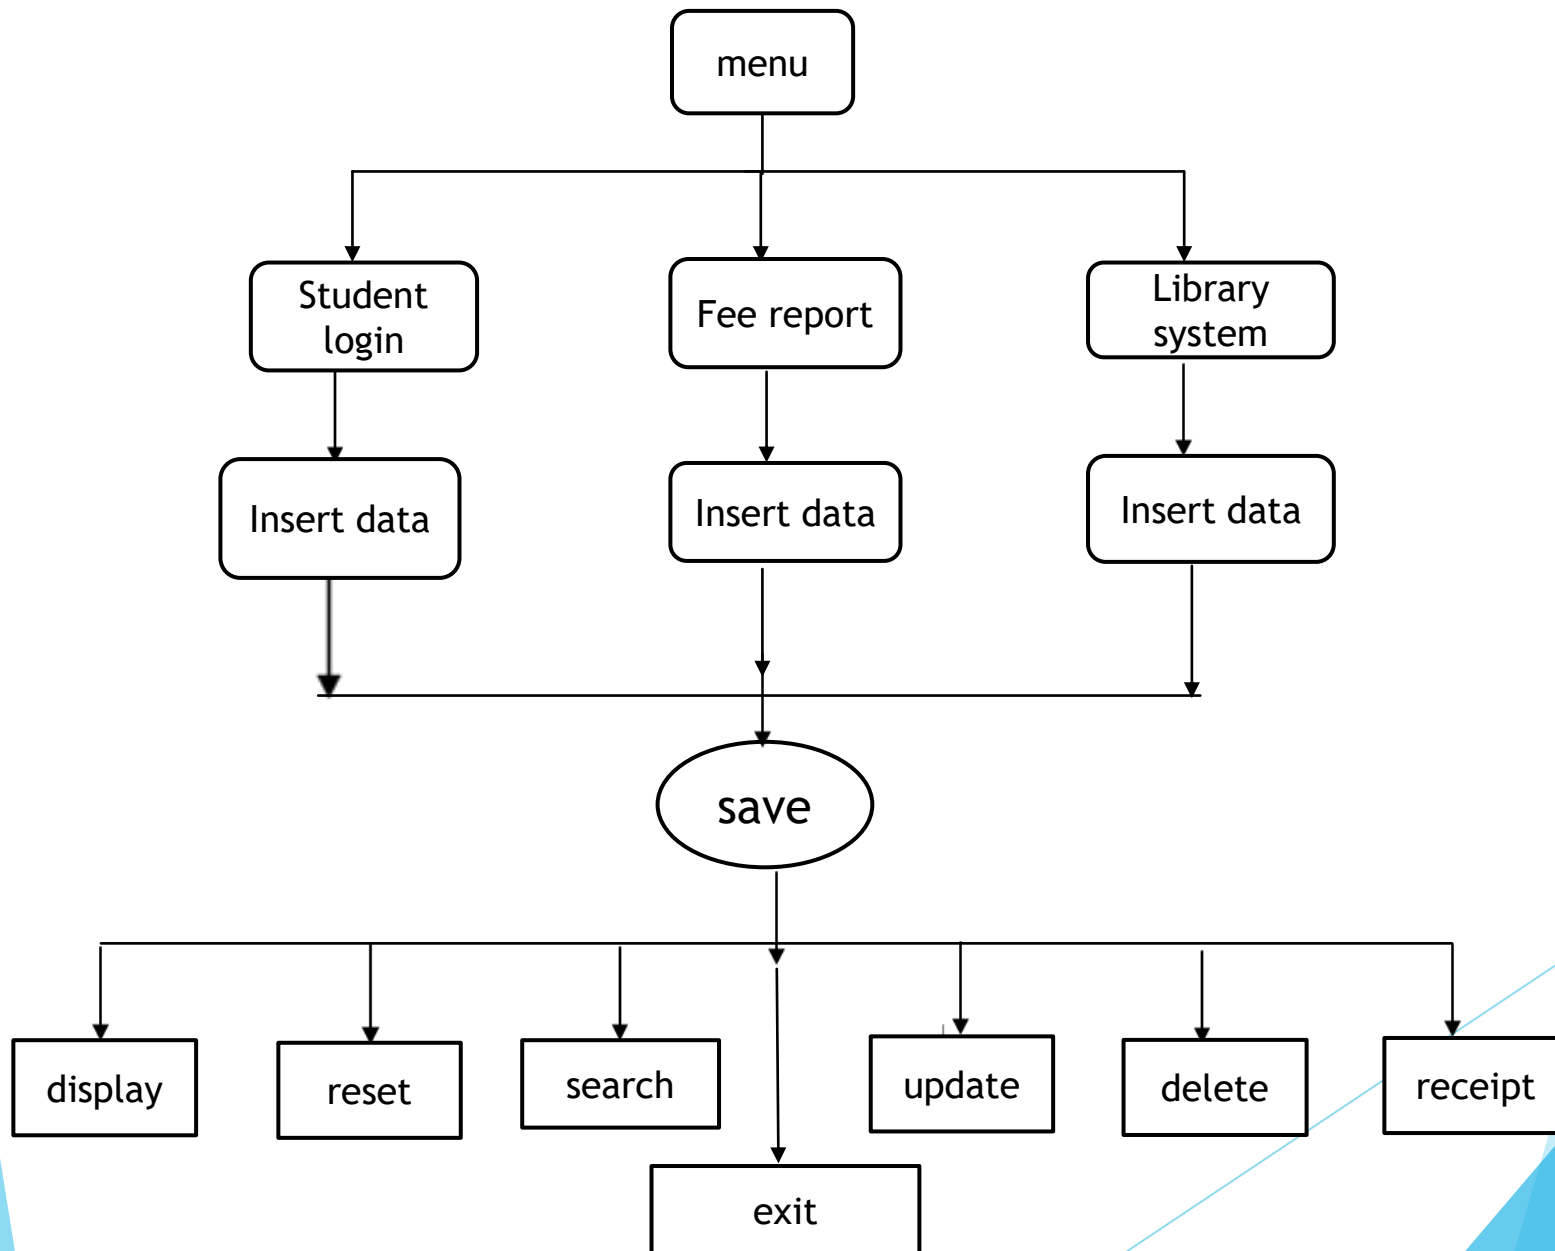 menu
Student
login
Fee report
Library
system
Insert data
Insert data
Insert data
save
display
reset
search
update
delete
receipt
exit